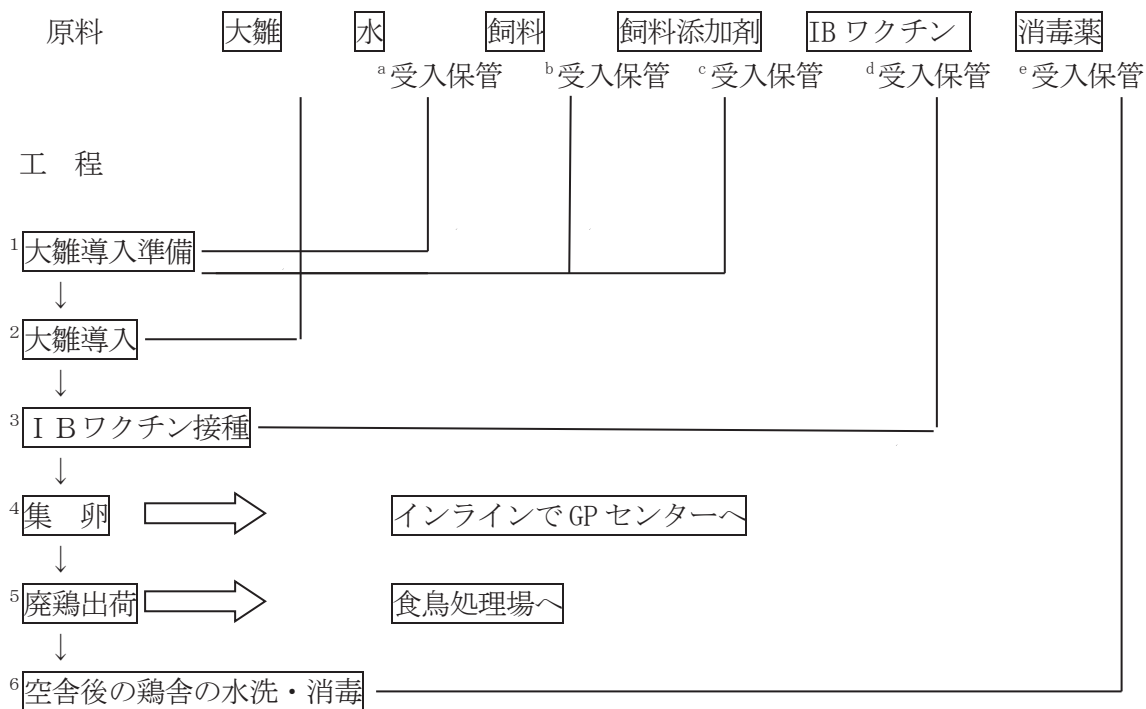 原料 大雛 水 飼料 飼料添加剤 IBワクチン 消毒薬
a受入保管 b受入保管 c受入保管 d受入保管 e受入保管
工 程
1大雛導入準備
↓
2大雛導入
↓
3ＩＢワクチン接種
↓
4集 卵 インラインでGPセンターへ
↓
5廃鶏出荷 食鳥処理場へ
↓
6空舎後の鶏舎の水洗・消毒